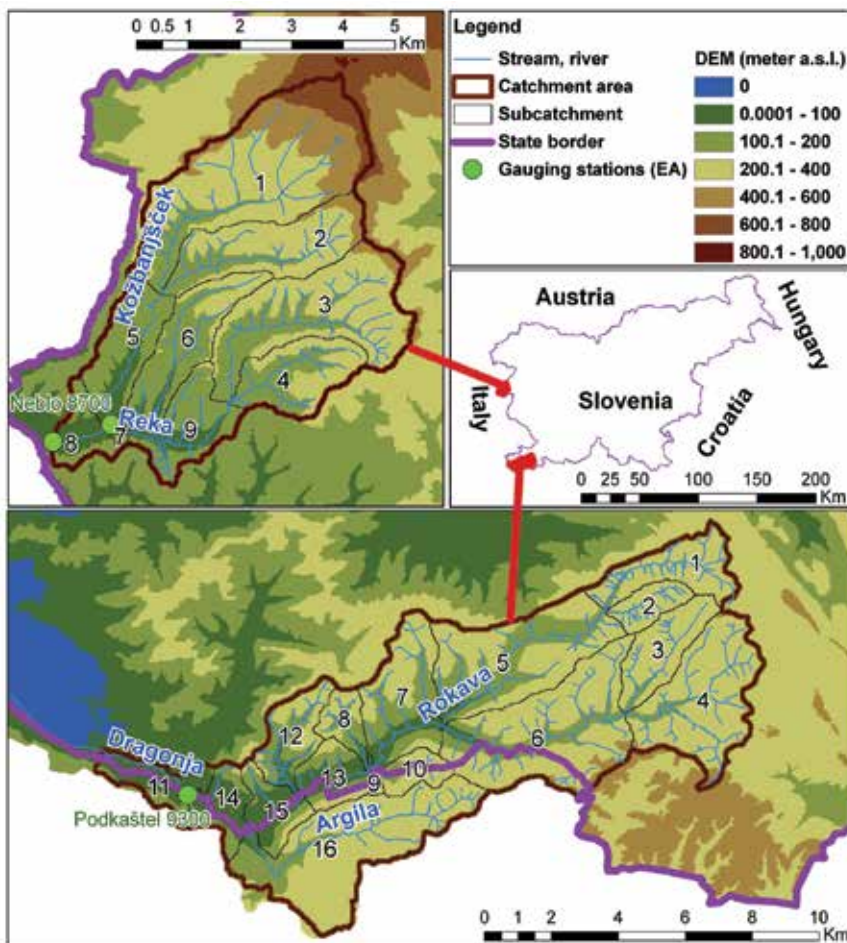 0 0.5 1 2 3 4 5
Km
1
2
3
4
5
6
7
8
9
Kožbanjšček
Reka
Neblo 8700
Legend
Stream, river
Catchment area
Subcatchment
State border
Gauging stations (EA)
DEM (meter a.s.l.)
0
0.0001 - 100
100.1 - 200
200.1 - 400
400.1 - 600
600.1 - 800
800.1 - 1,000
Austria
Hungary
Italy
Slovenia
Croatia
0 25 50 100 150 200
Km
1
2
3
4
5
6
7
8
9
10
11
12
13
14
15
16
Rokava
Dragonja
Argila
Podkaštel 9300
0 1 2 4 6 8 10
Km